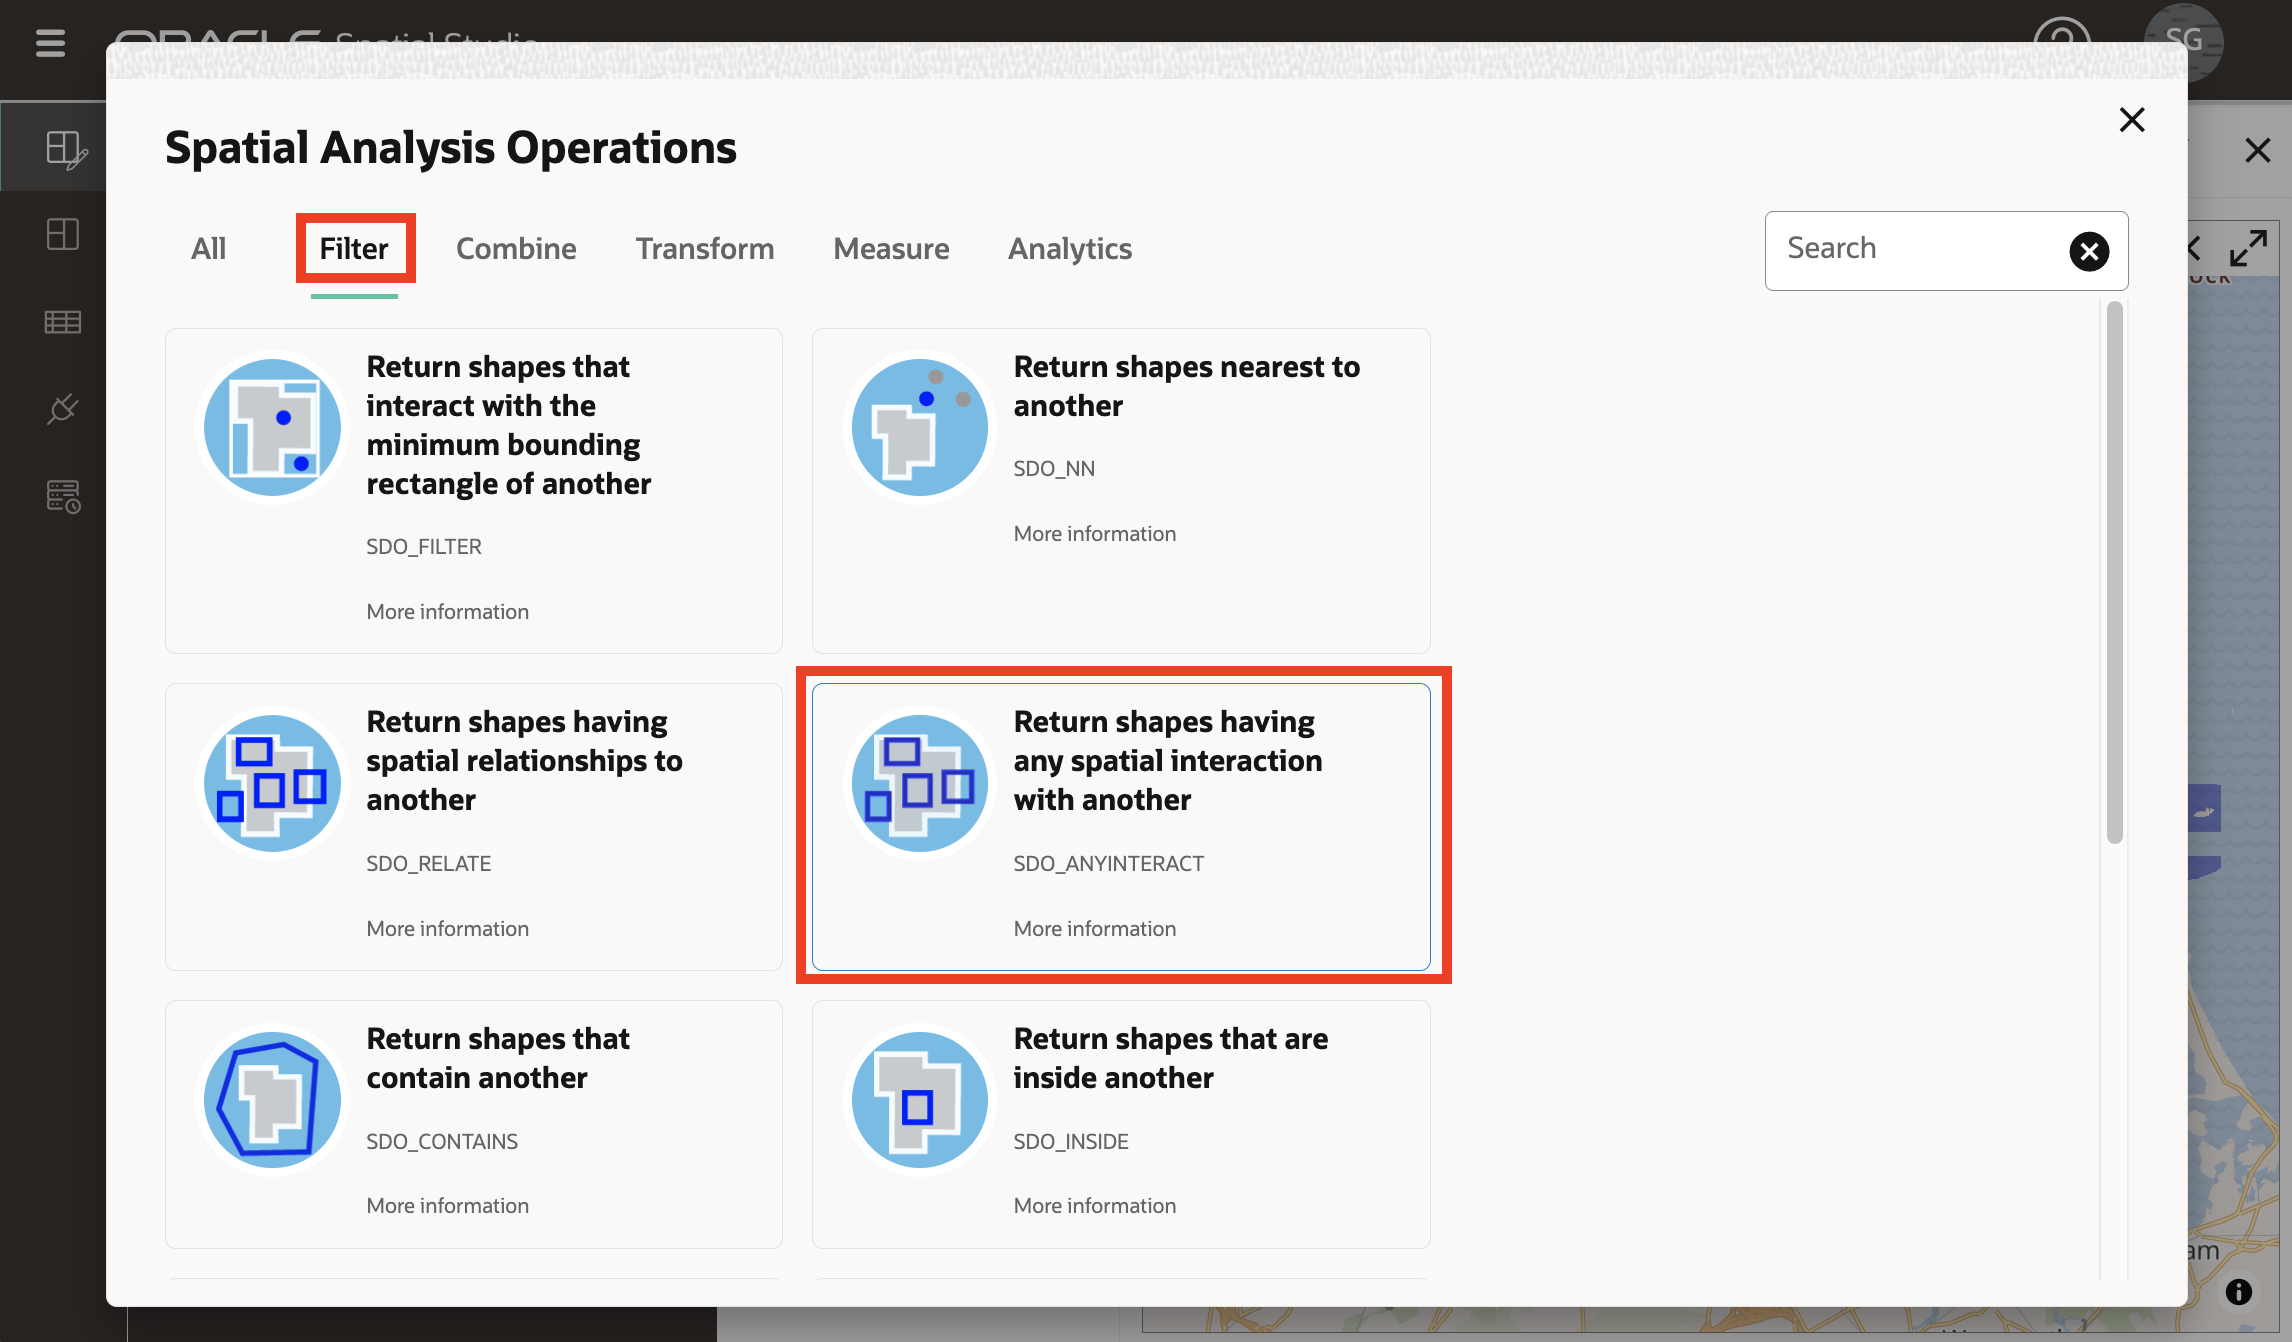 ORACLE Spatial Studio
SG
Spatial Analysis Operations
All Filter Combine Transform Measure Analytics
Search
Return shapes that
interact with the
minimum bounding
rectangle of another
SDO_FILTER
More information
Return shapes nearest to
another
SDO_NN
More information
Return shapes having
spatial relationships to
another
SDO_RELATE
More information
Return shapes having
any spatial interaction
with another
SDO_ANYINTERACT
More information
Return shapes that
contain another
SDO_CONTAINS
More information
Return shapes that are
inside another
SDO_INSIDE
More information